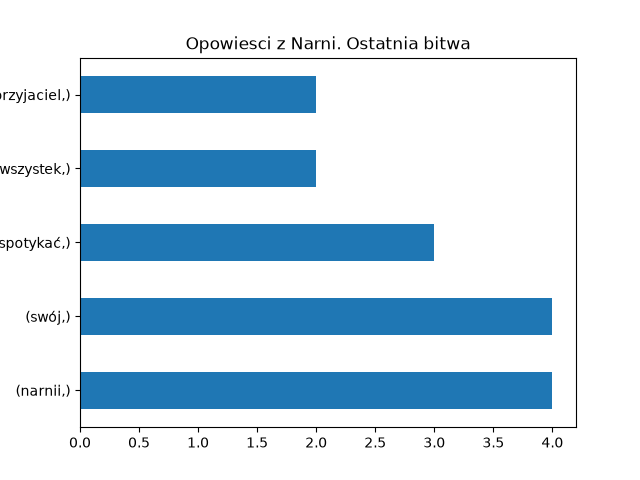 Opowiesci z Narni. Ostatnia bitwa
przyjaciel,)
wszystek,)
spotykać,)
(swój,)
(narnii,)
0.0 0.5 1.0 1.5 2.0 2.5 3.0 3.5 4.0